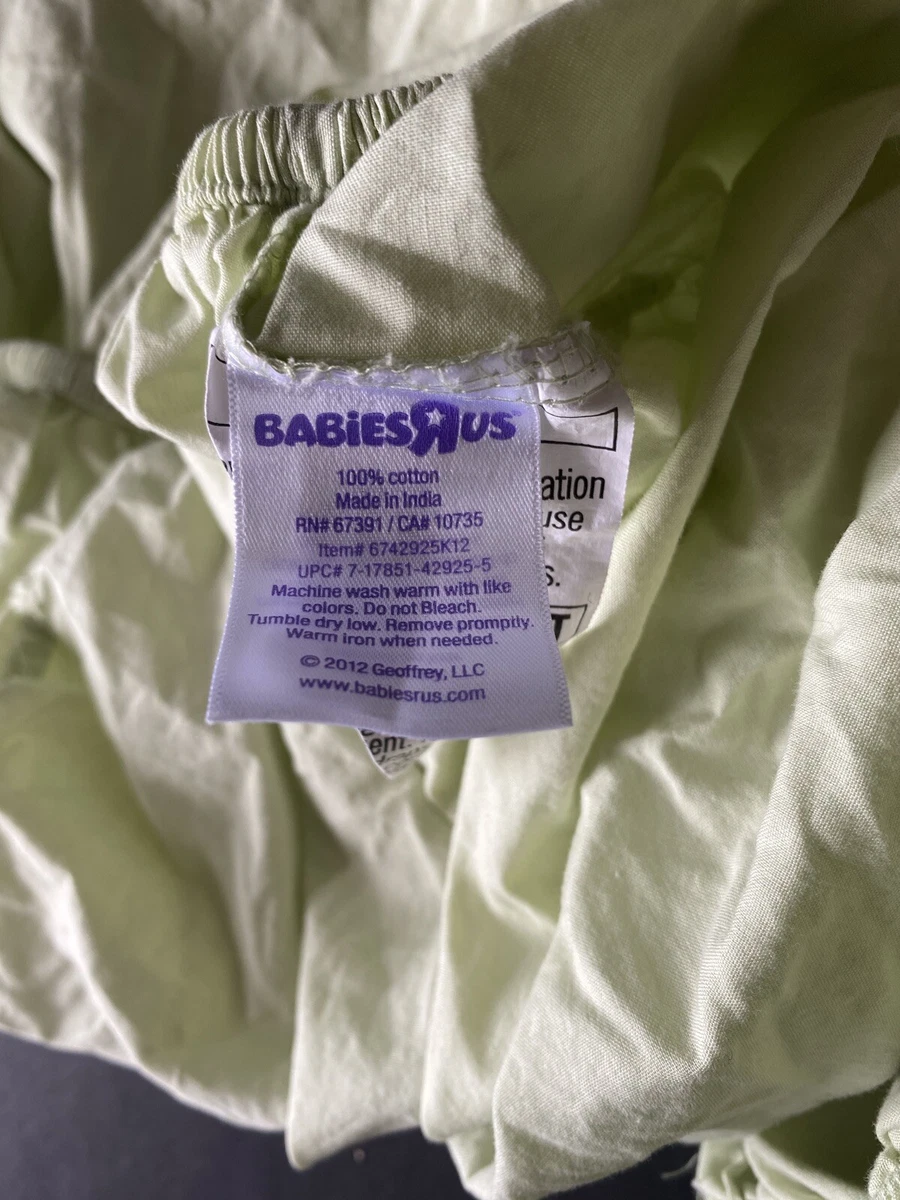 BABiESRUS™
100% cotton
Made in India
RN# 67391 / CA# 10735
Item# 6742925K12
UPC# 7-17851-42925-5
Machine wash warm with like
colors. Do not Bleach.
Tumble dry low. Remove promptly.
Warm iron when needed.
© 2012 Geoffrey, LLC
www.babiesrus.com
ation
use
s.
T
ent.